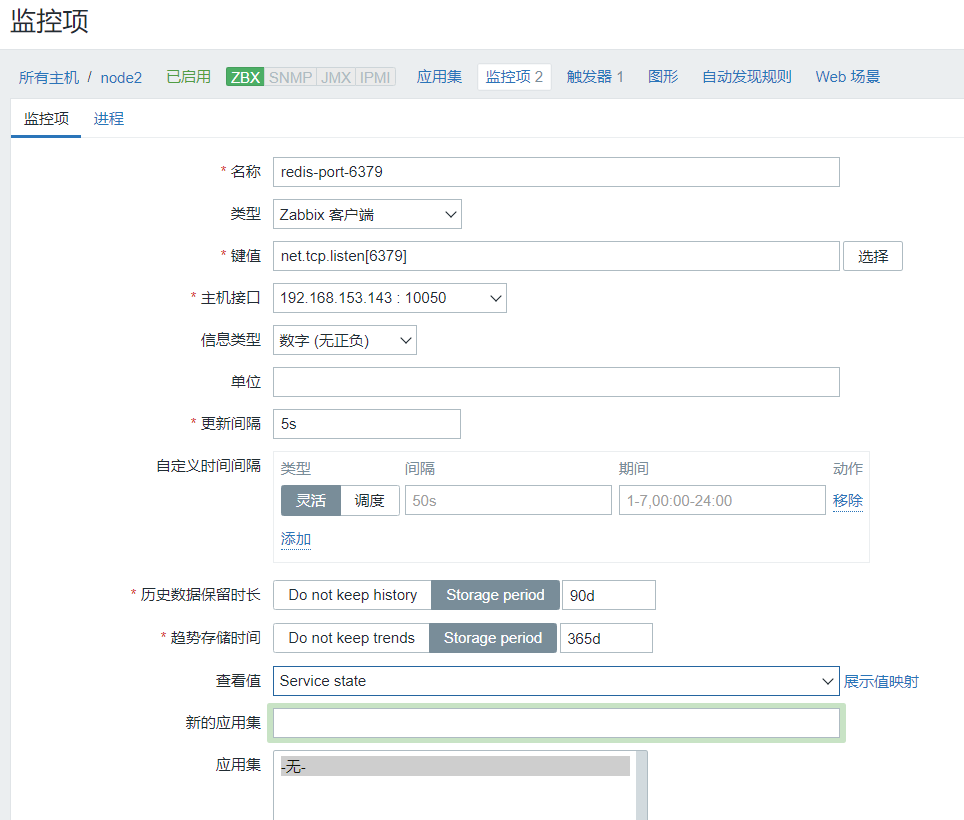 监控项
所有主机 / node2 已启用 ZBX SNMP JMX IPMI 应用集 监控项 2 触发器 1 图形 自动发现规则 Web 场景
监控项 进程
* 名称 redis-port-6379
类型 Zabbix 客户端
* 键值 net.tcp.listen[6379] 选择
* 主机接口 192.168.153.143 : 10050
信息类型 数字 (无正负)
单位
* 更新间隔 5s
自定义时间间隔 类型 间隔 期间 动作
灵活 调度 50s 1-7,00:00-24:00 移除
添加
* 历史数据保留时长 Do not keep history Storage period 90d
* 趋势存储时间 Do not keep trends Storage period 365d
查看值 Service state 展示值映射
新的应用集
应用集 -无-